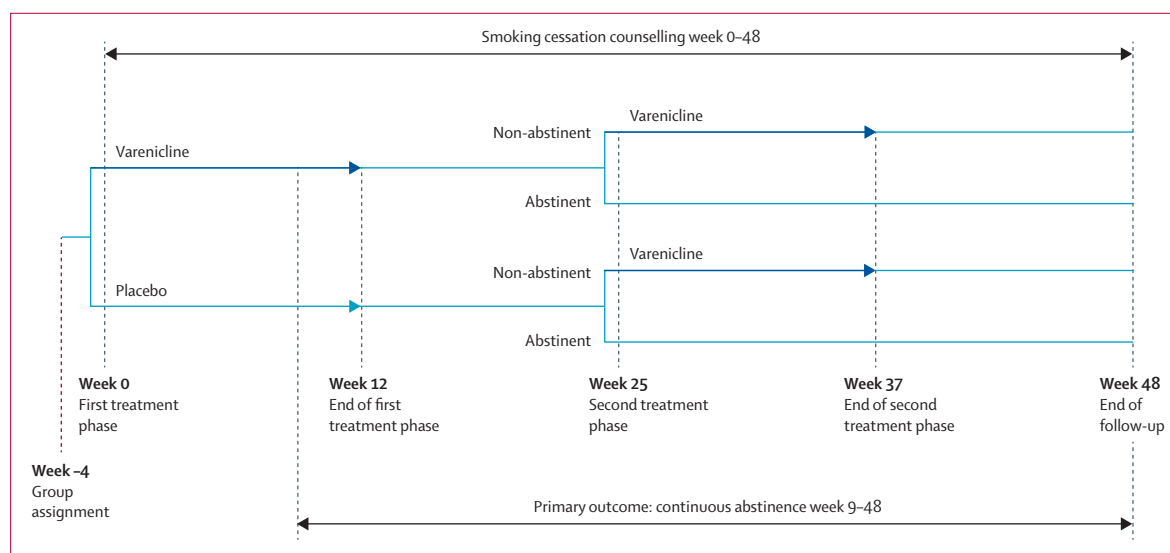 Smoking cessation counselling week 0–48
Varenicline
Non-abstinent
Varenicline
Abstinent
Varenicline
Non-abstinent
Placebo
Abstinent
Week 0
First treatment
phase
Week 12
End of first
treatment phase
Week 25
Second treatment
phase
Week 37
End of second
treatment phase
Week 48
End of
follow-up
Week –4
Group
assignment
Primary outcome: continuous abstinence week 9–48